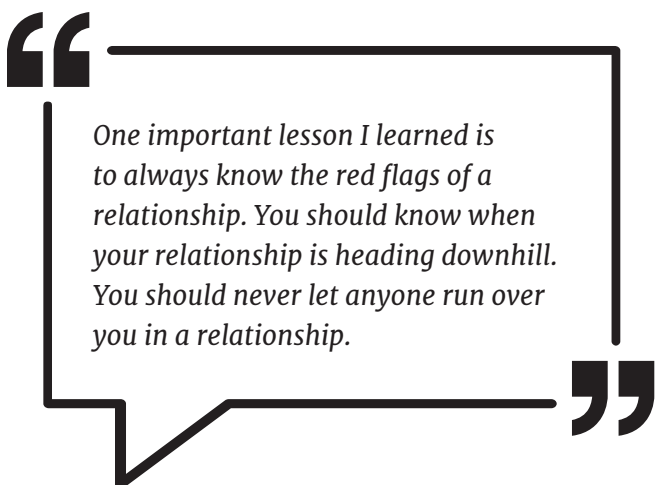 One important lesson I learned is
to always know the red flags of a
relationship. You should know when
your relationship is heading downhill.
You should never let anyone run over
you in a relationship.